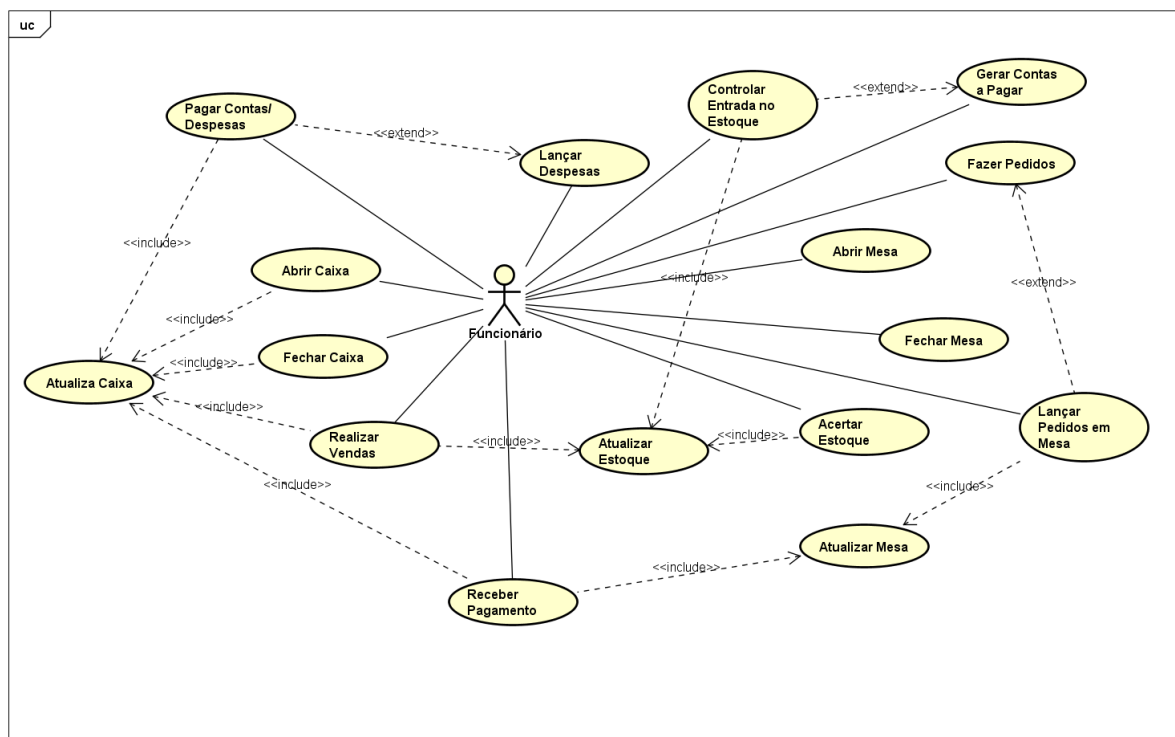 uc
Gerar Contas
a Pagar
Controlar
Entrada no
Estoque
<<extend>>
Pagar Contas/
Despesas
<<extend>>
Lançar
Despesas
Fazer Pedidos
<<include>>
Abrir Mesa
Abrir Caixa
<<include>>
<<extend>>
<<include>>
Funcionário
Fechar Mesa
Fechar Caixa
<<include>>
Atualiza Caixa
<<include>>
Lançar
Pedidos em
Mesa
Acertar
Estoque
<<include>>
Realizar
Vendas
<<include>>
Atualizar
Estoque
<<include>>
<<include>>
Atualizar Mesa
<<include>>
Receber
Pagamento